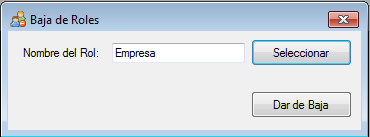 Baja de Roles
Nombre del Rol: Empresa Seleccionar
Dar de Baja